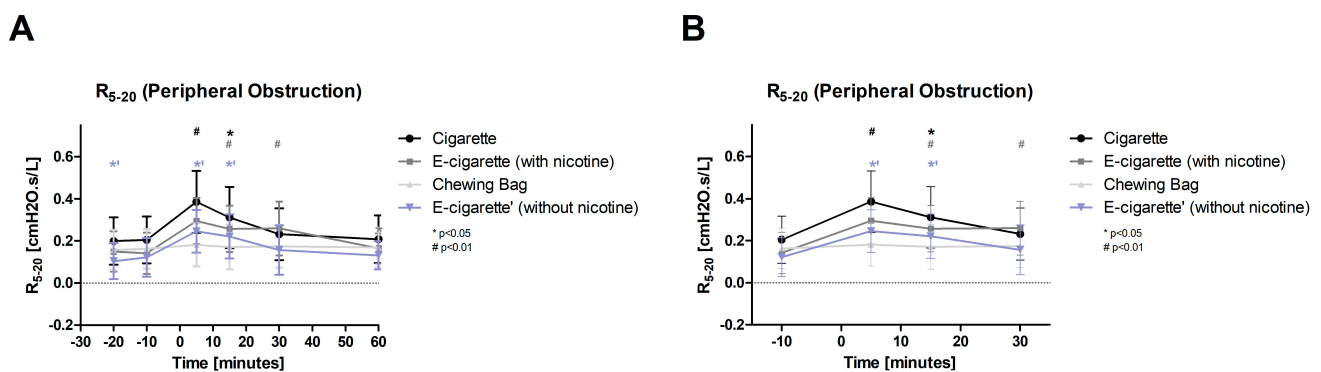 A
R5-20 (Peripheral Obstruction)
R5-20 [cmH2O.s/L]
0.6
0.4
0.2
0.0
-0.2
-30 -20 -10 0 10 20 30 40 50 60
Time [minutes]
# * # #
*' *' *'
Cigarette
E-cigarette (with nicotine)
Chewing Bag
E-cigarette' (without nicotine)
* p<0.05
# p<0.01
B
R5-20 (Peripheral Obstruction)
R5-20 [cmH2O.s/L]
0.6
0.4
0.2
0.0
-0.2
-10 0 10 20 30
Time [minutes]
# * # #
*' *'
Cigarette
E-cigarette (with nicotine)
Chewing Bag
E-cigarette' (without nicotine)
* p<0.05
# p<0.01